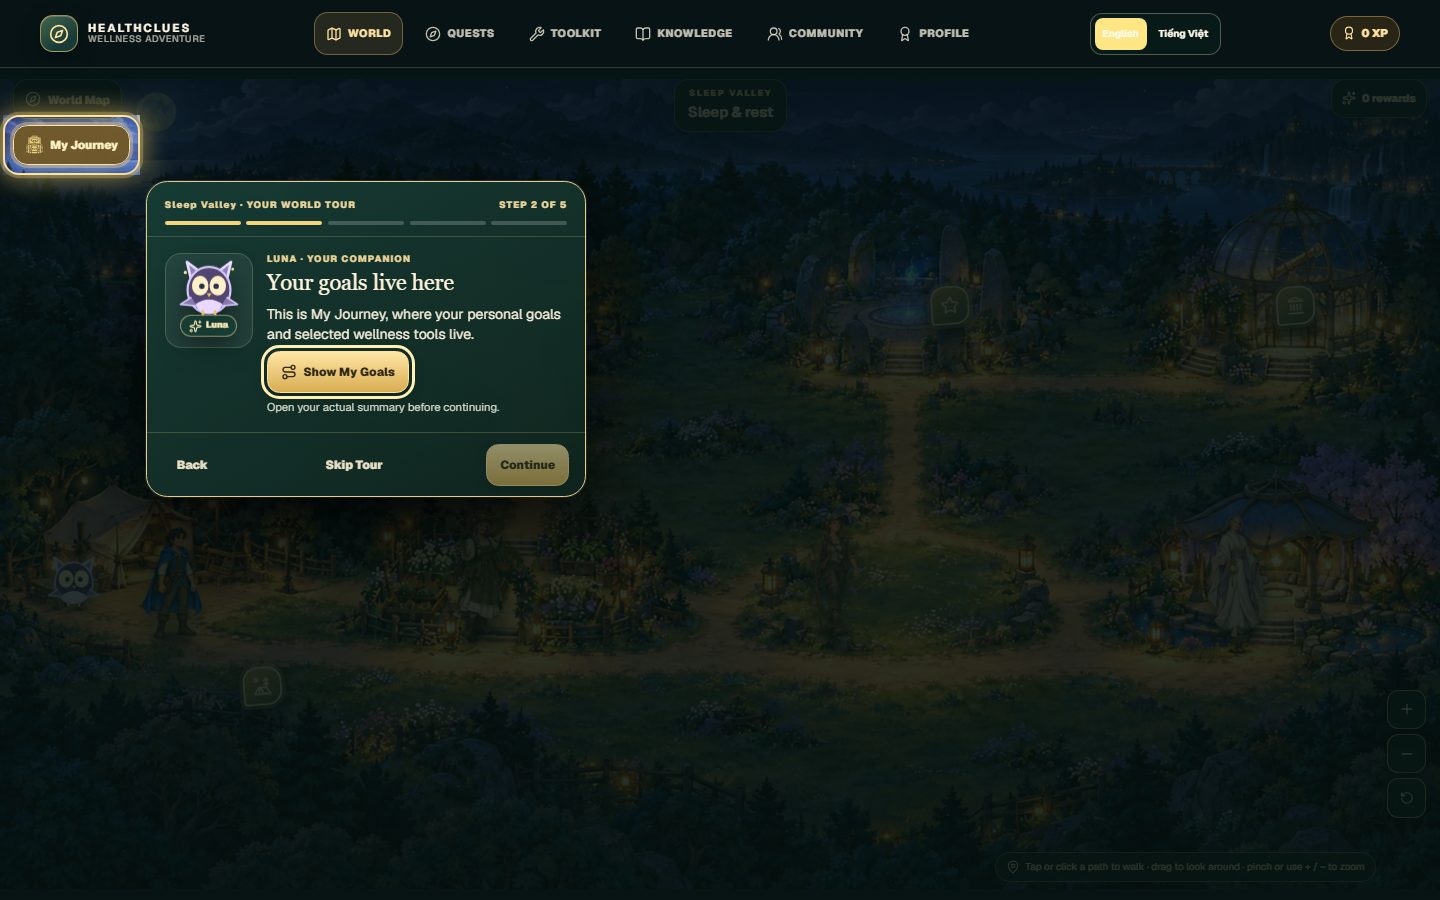 HEALTHCLUES
WELLNESS ADVENTURE
WORLD
QUESTS
TOOLKIT
KNOWLEDGE
COMMUNITY
PROFILE
English
Tiếng Việt
0 XP
World Map
SLEEP VALLEY
Sleep & rest
0 rewards
My Journey
Sleep Valley · YOUR WORLD TOUR
STEP 2 OF 5
LUNA · YOUR COMPANION
Your goals live here
This is My Journey, where your personal goals
and selected wellness tools live.
Luna
Show My Goals
Open your actual summary before continuing.
Back
Skip Tour
Continue
Tap or click a path to walk · drag to look around · pinch or use + / − to zoom